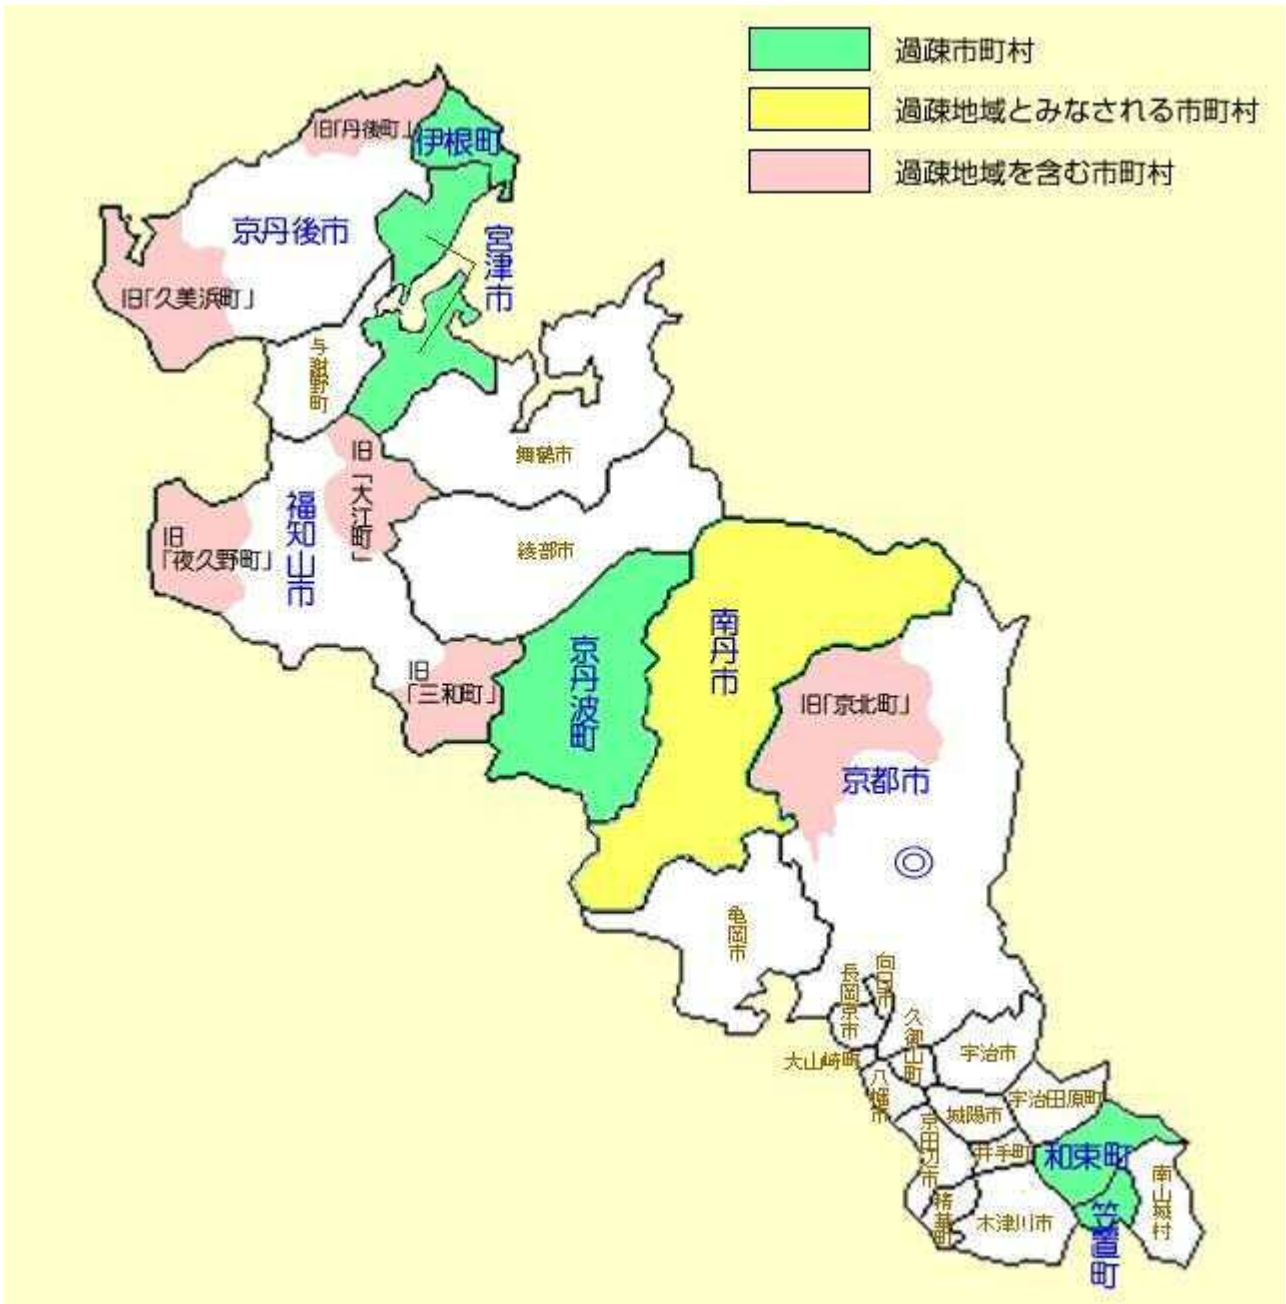 過疎市町村
過疎地域とみなされる市町村
過疎地域を含む市町村
旧「丹後町」
伊根町
京丹後市
宮津市
旧「久美浜町」
与謝野町
舞鶴市
旧「大江町」
福知山市
旧
「夜久野町」
綾部市
南丹市
京丹波町
旧
「三和町」
旧「京北町」
京都市
亀岡市
向日市
長岡京市
久御山町
宇治市
大山崎町
八幡市
宇治田原町
城陽市
京田辺市
井手町
和束町
南山城村
精華町
木津川市
笠置町